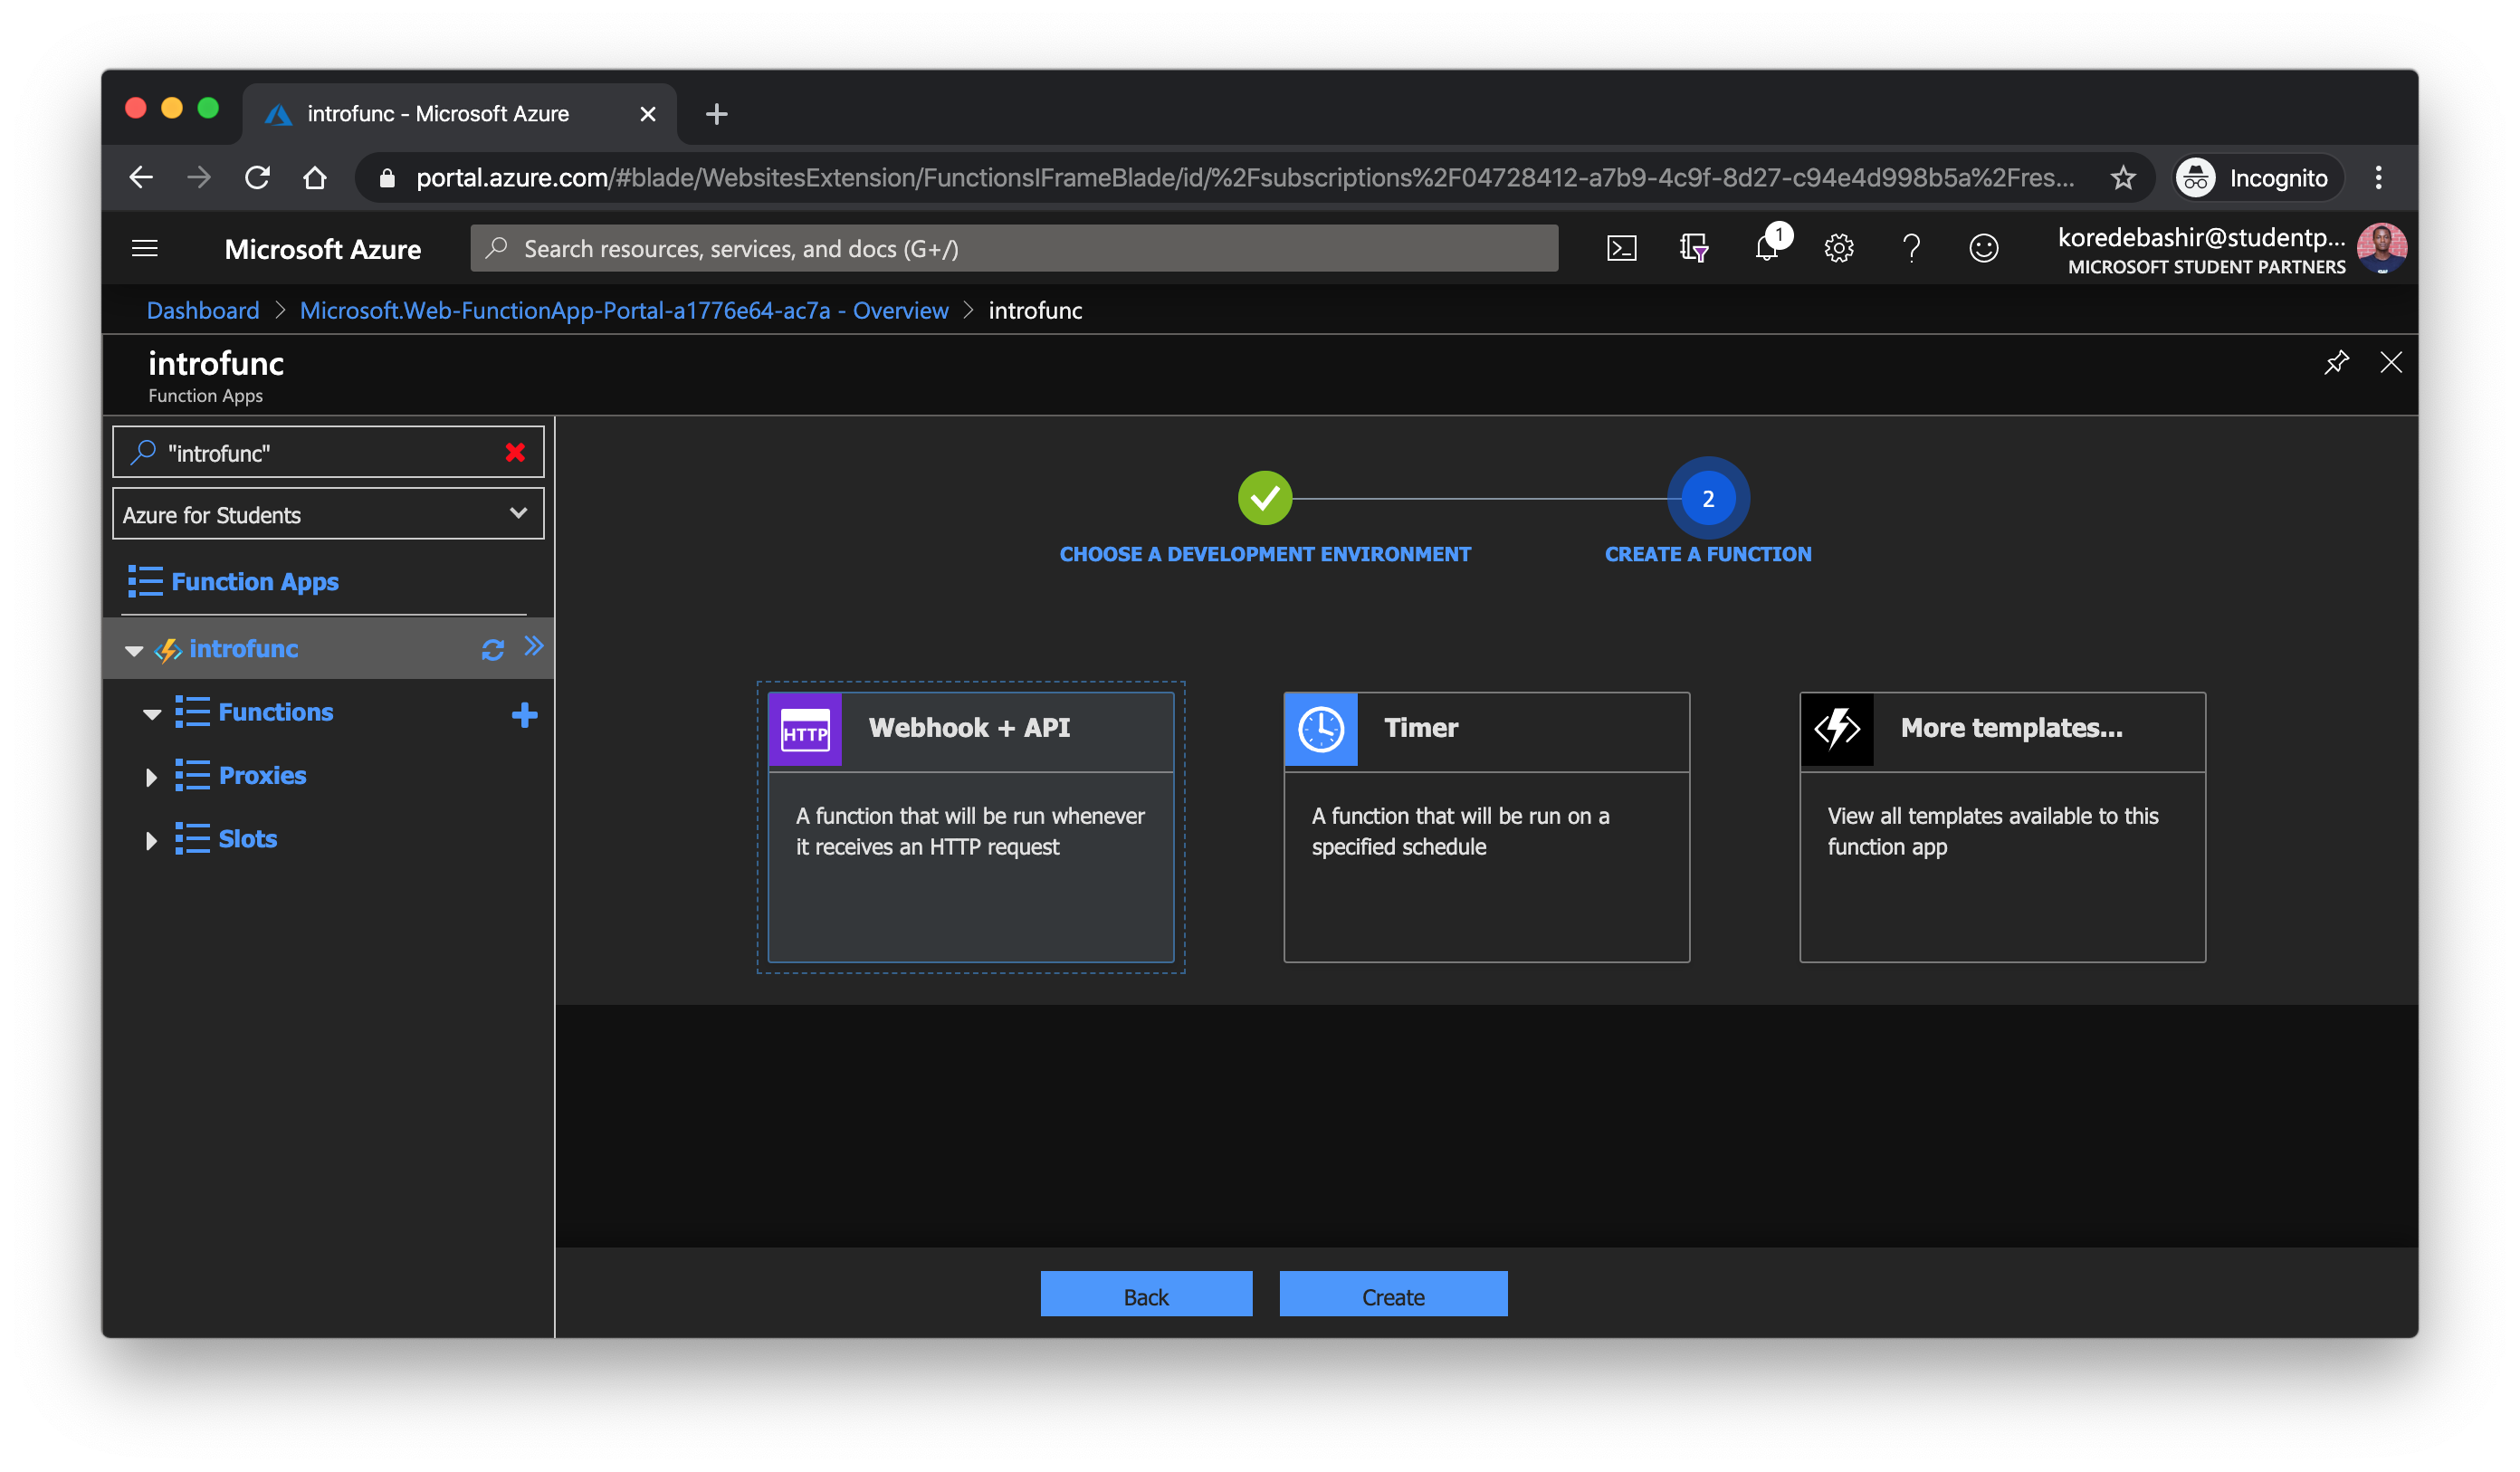 introfunc - Microsoft Azure
portal.azure.com/#blade/WebsitesExtension/FunctionsIFrameBlade/id/%2Fsubscriptions%2F04728412-a7b9-4c9f-8d27-c94e4d998b5a%2Fres...
Incognito
Microsoft Azure
Search resources, services, and docs (G+/)
1
koredebashir@studentp...
MICROSOFT STUDENT PARTNERS
Dashboard > Microsoft.Web-FunctionApp-Portal-a1776e64-ac7a - Overview > introfunc
introfunc
Function Apps
"introfunc"
Azure for Students
Function Apps
introfunc
Functions
Proxies
Slots
2
CHOOSE A DEVELOPMENT ENVIRONMENT
CREATE A FUNCTION
HTTP
Webhook + API
A function that will be run whenever
it receives an HTTP request
Timer
A function that will be run on a
specified schedule
More templates...
View all templates available to this
function app
Back
Create